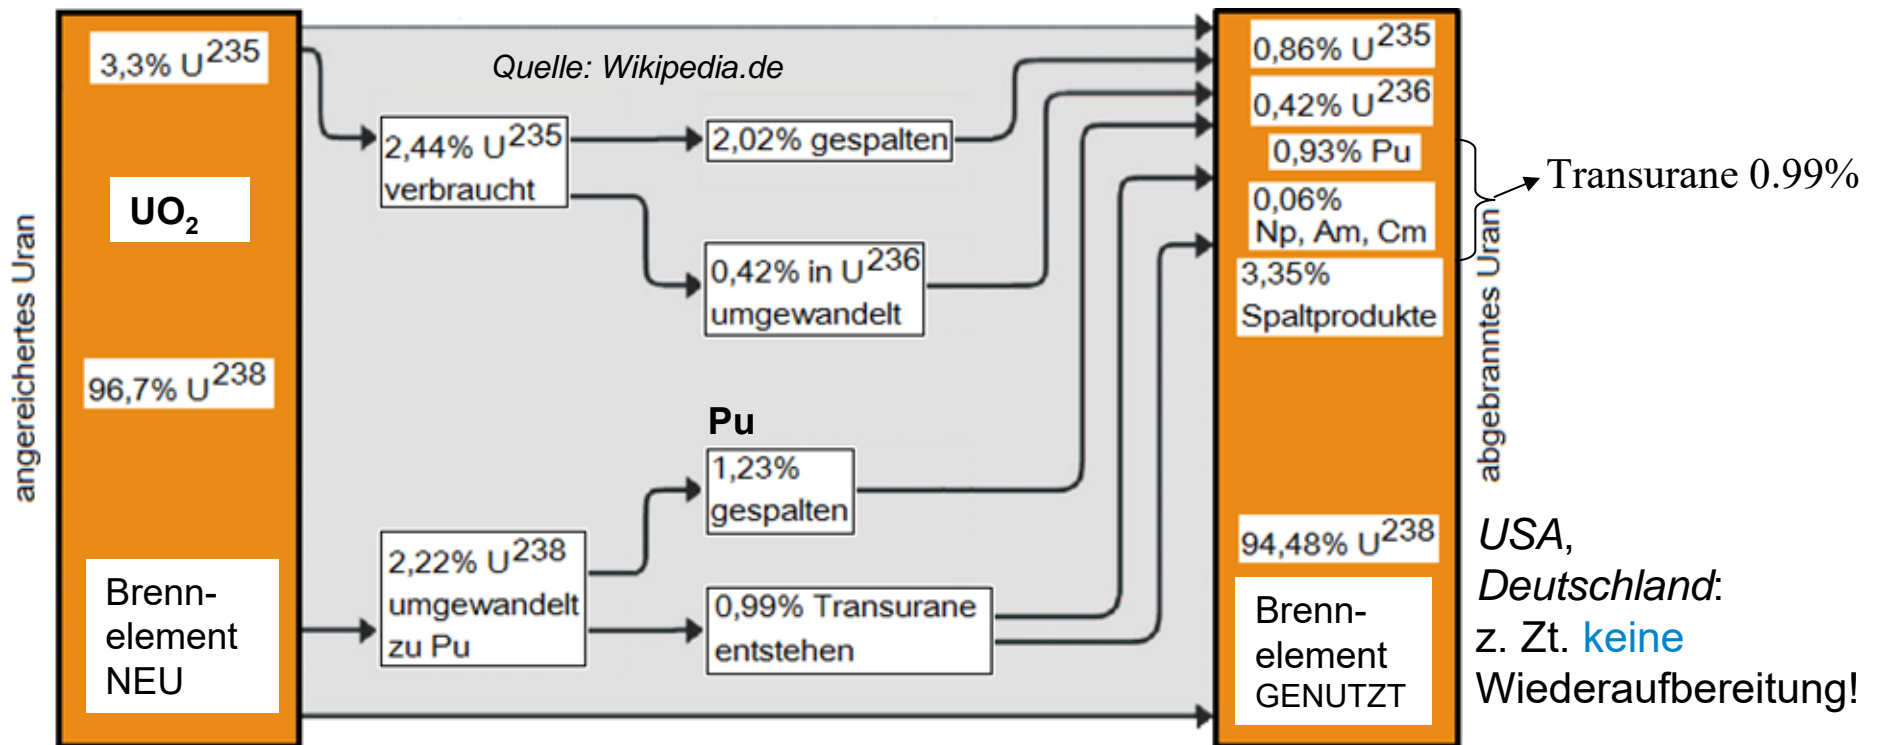 angereichertes Uran
3,3% U235
UO2
96,7% U238
Brenn-
element
NEU
Quelle: Wikipedia.de
2,44% U235
verbraucht
2,02% gespalten
0,42% in U236
umgewandelt
Pu
1,23%
gespalten
2,22% U238
umgewandelt
zu Pu
0,99% Transurane
entstehen
0,86% U235
0,42% U236
0,93% Pu
0,06%
Np, Am, Cm
3,35%
Spaltprodukte
94,48% U238
Brenn-
element
GENUTZT
abgebranntes Uran
Transurane 0.99%
USA,
Deutschland:
z. Zt. keine
Wiederaufbereitung!